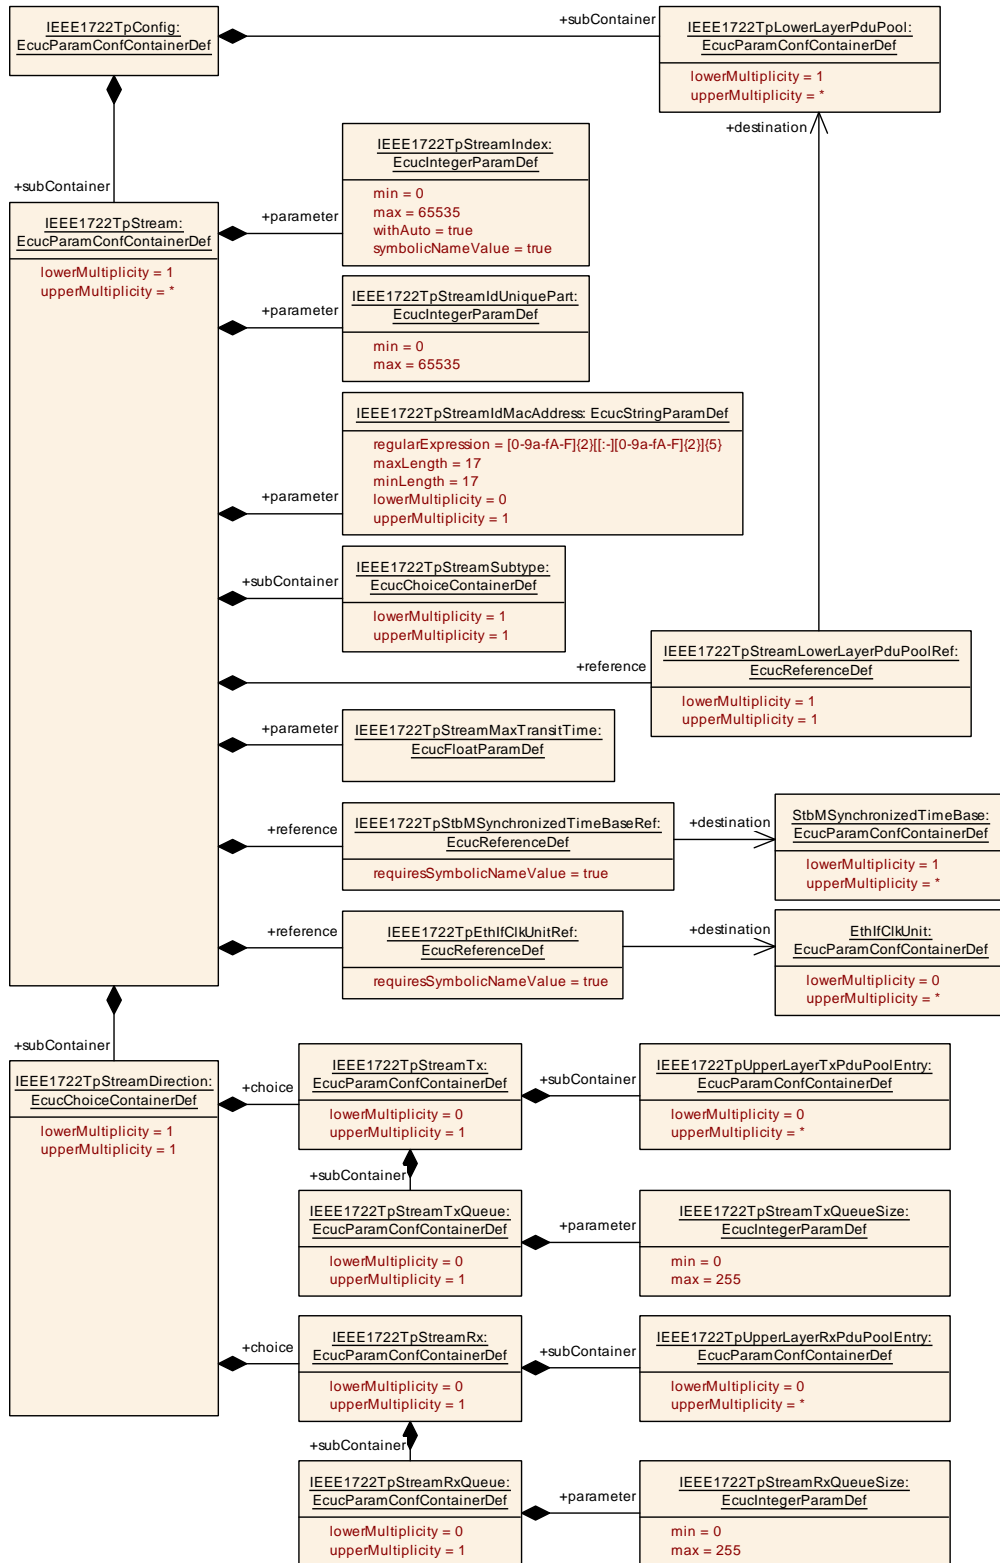 IEEE1722TpConfig:
EcucParamConfContainerDef
+subContainer
IEEE1722TpLowerLayerPduPool:
EcucParamConfContainerDef
lowerMultiplicity = 1
upperMultiplicity = *
+destination
+subContainer
IEEE1722TpStream:
EcucParamConfContainerDef
lowerMultiplicity = 1
upperMultiplicity = *
+parameter
IEEE1722TpStreamIndex:
EcucIntegerParamDef
min = 0
max = 65535
withAuto = true
symbolicNameValue = true
+parameter
IEEE1722TpStreamIdUniquePart:
EcucIntegerParamDef
min = 0
max = 65535
+parameter
IEEE1722TpStreamIdMacAddress: EcucStringParamDef
regularExpression = [0-9a-fA-F]{2}[[:-][0-9a-fA-F]{2}]{5}
maxLength = 17
minLength = 17
lowerMultiplicity = 0
upperMultiplicity = 1
+subContainer
IEEE1722TpStreamSubtype:
EcucChoiceContainerDef
lowerMultiplicity = 1
upperMultiplicity = 1
+reference
IEEE1722TpStreamLowerLayerPduPoolRef:
EcucReferenceDef
lowerMultiplicity = 1
upperMultiplicity = 1
+parameter
IEEE1722TpStreamMaxTransitTime:
EcucFloatParamDef
+reference
IEEE1722TpStbMSynchronizedTimeBaseRef:
EcucReferenceDef
requiresSymbolicNameValue = true
+destination
StbMSynchronizedTimeBase:
EcucParamConfContainerDef
lowerMultiplicity = 1
upperMultiplicity = *
+reference
IEEE1722TpEthIfClkUnitRef:
EcucReferenceDef
requiresSymbolicNameValue = true
+destination
EthIfClkUnit:
EcucParamConfContainerDef
lowerMultiplicity = 0
upperMultiplicity = *
+subContainer
IEEE1722TpStreamDirection:
EcucChoiceContainerDef
lowerMultiplicity = 1
upperMultiplicity = 1
+choice
IEEE1722TpStreamTx:
EcucParamConfContainerDef
lowerMultiplicity = 0
upperMultiplicity = 1
+subContainer
IEEE1722TpUpperLayerTxPduPoolEntry:
EcucParamConfContainerDef
lowerMultiplicity = 0
upperMultiplicity = *
+subContainer
IEEE1722TpStreamTxQueue:
EcucParamConfContainerDef
lowerMultiplicity = 0
upperMultiplicity = 1
+parameter
IEEE1722TpStreamTxQueueSize:
EcucIntegerParamDef
min = 0
max = 255
+choice
IEEE1722TpStreamRx:
EcucParamConfContainerDef
lowerMultiplicity = 0
upperMultiplicity = 1
+subContainer
IEEE1722TpUpperLayerRxPduPoolEntry:
EcucParamConfContainerDef
lowerMultiplicity = 0
upperMultiplicity = *
+subContainer
IEEE1722TpStreamRxQueue:
EcucParamConfContainerDef
lowerMultiplicity = 0
upperMultiplicity = 1
+parameter
IEEE1722TpStreamRxQueueSize:
EcucIntegerParamDef
min = 0
max = 255